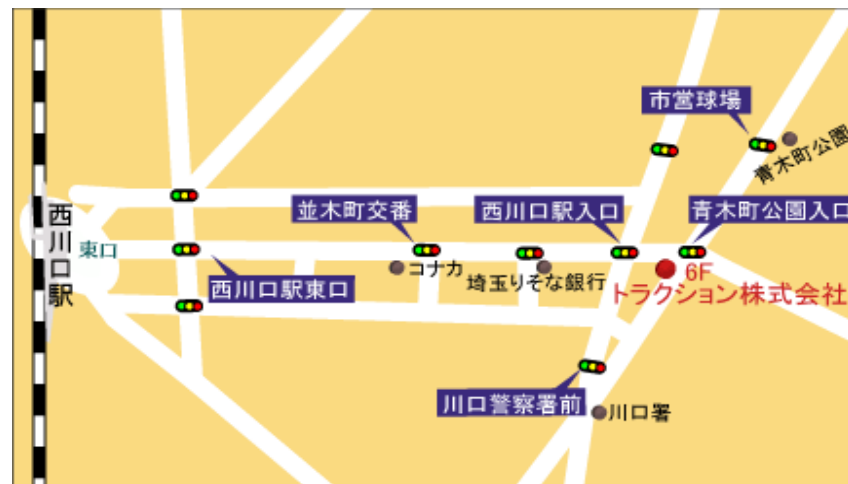 市営球場
青木町公園
並木町交番
西川口駅入口
青木町公園入口
西川口駅
東口
コナカ
埼玉りそな銀行
6F
トラクション株式会社
西川口駅東口
川口警察署前
川口署